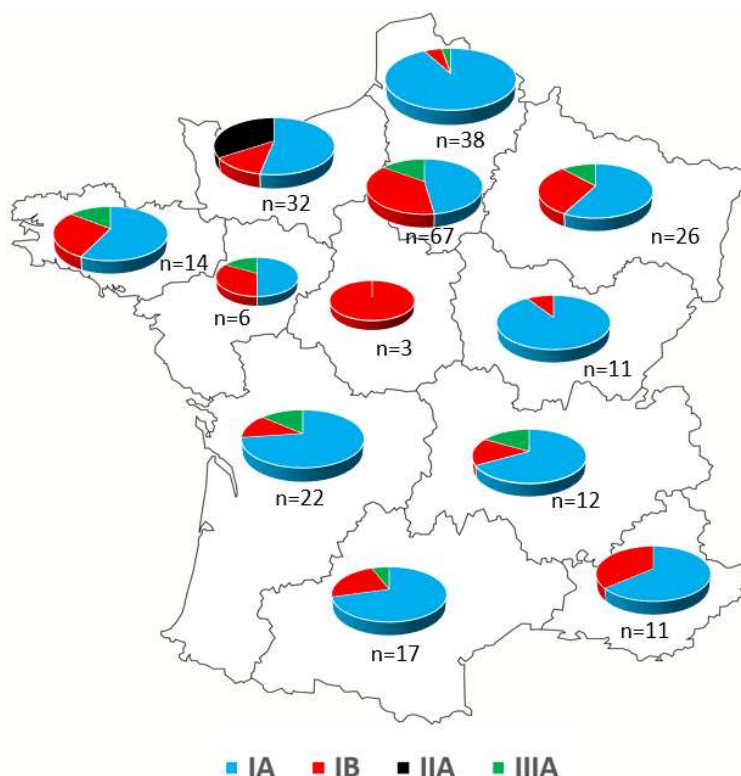 n=38
n=32
n=67
n=26
n=14
n=6
n=3
n=11
n=22
n=12
n=11
n=17
IA IB IIA IIIA